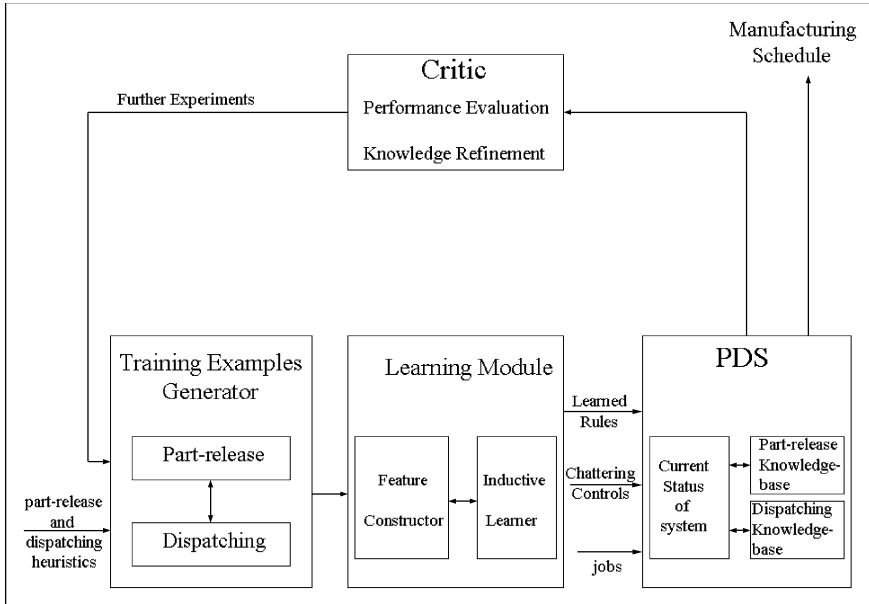 Manufacturing
Schedule
Critic
Performance Evaluation
Knowledge Refinement
Further Experiments
Training Examples
Generator
Part-release
Dispatching
part-release
and
dispatching
heuristics
Learning Module
Feature
Constructor
Inductive
Learner
Learned
Rules
Chattering
Controls
jobs
PDS
Current
Status
of
system
Part-release
Knowledge-
base
Dispatching
Knowledge-
base